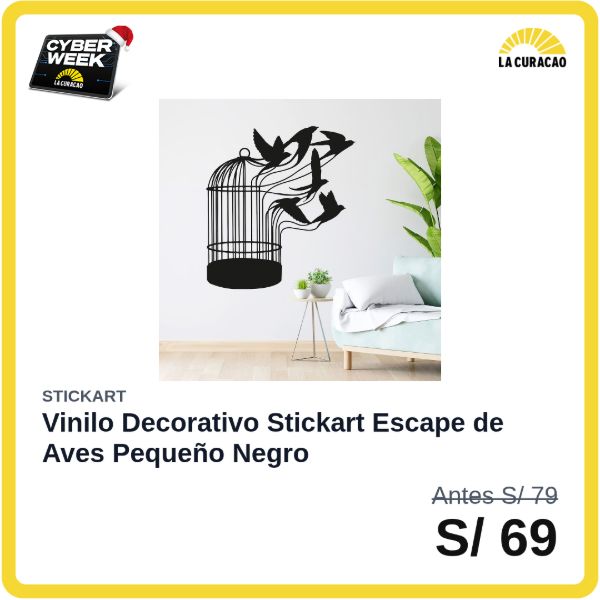 CYBER
WEEK
LA CURACAO
LA CURACAO
STICKART
Vinilo Decorativo Stickart Escape de
Aves Pequeño Negro
Antes S/ 79
S/ 69